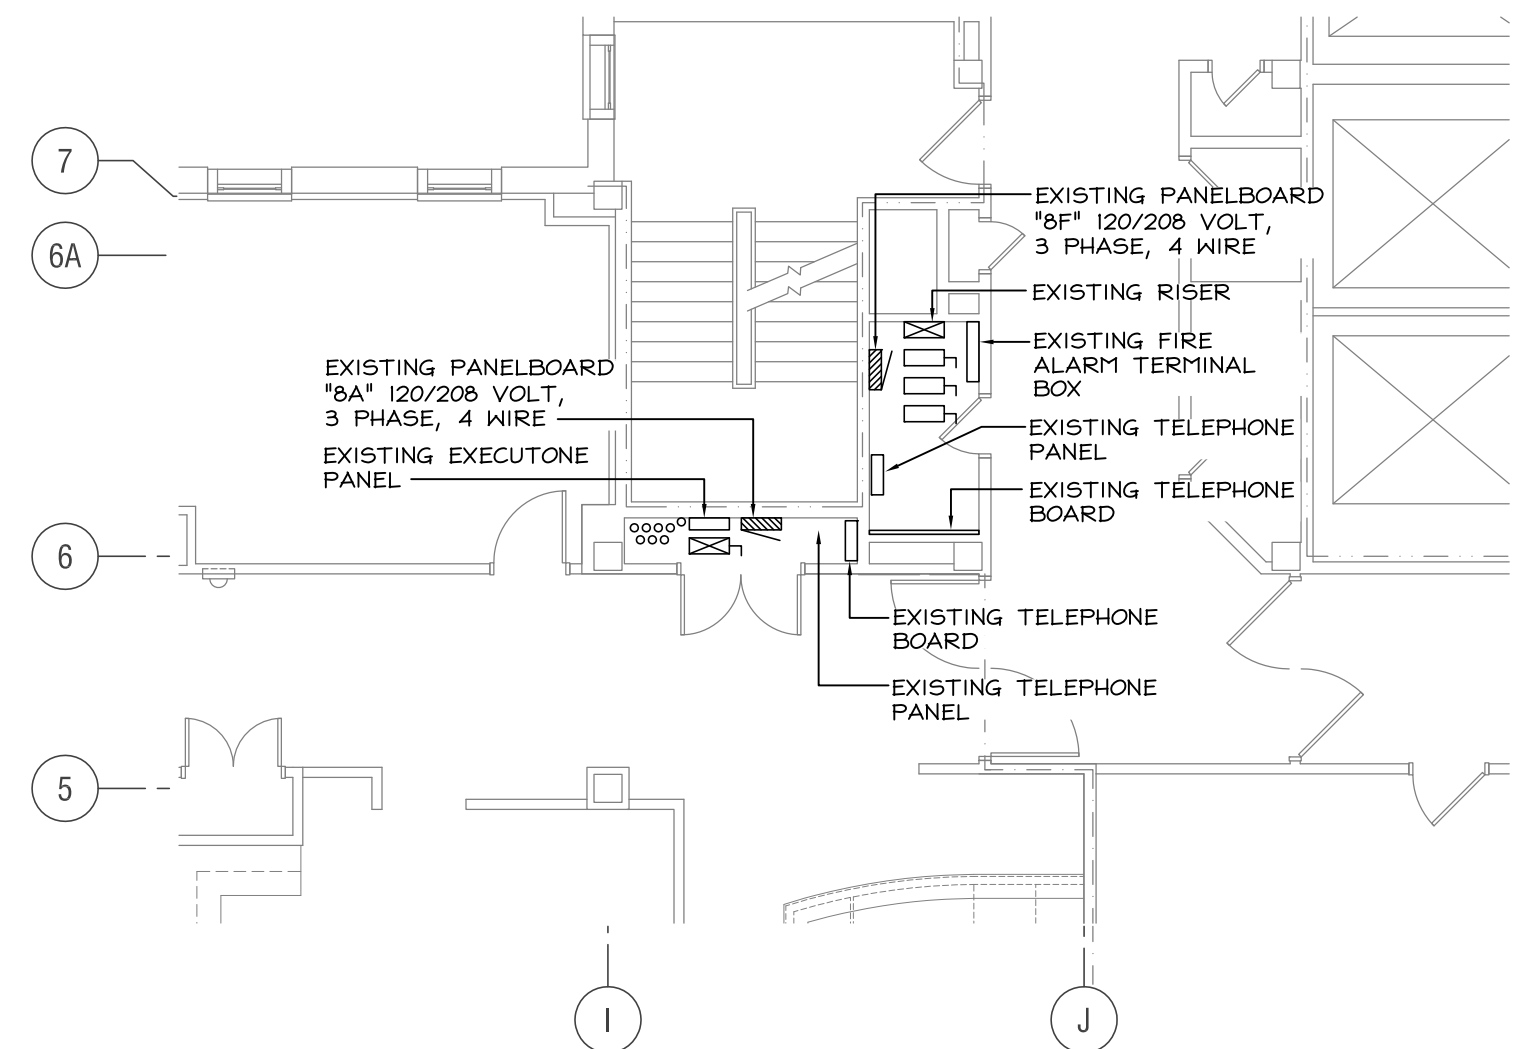 7
6A
EXISTING PANELBOARD
"8F" 120/208 VOLT,
3 PHASE, 4 WIRE
EXISTING RISER
EXISTING FIRE
ALARM TERMINAL
BOX
EXISTING PANELBOARD
"8A" 120/208 VOLT,
3 PHASE, 4 WIRE
EXISTING EXECUTONE
PANEL
EXISTING TELEPHONE
PANEL
EXISTING TELEPHONE
BOARD
6
EXISTING TELEPHONE
BOARD
EXISTING TELEPHONE
PANEL
5
I
J